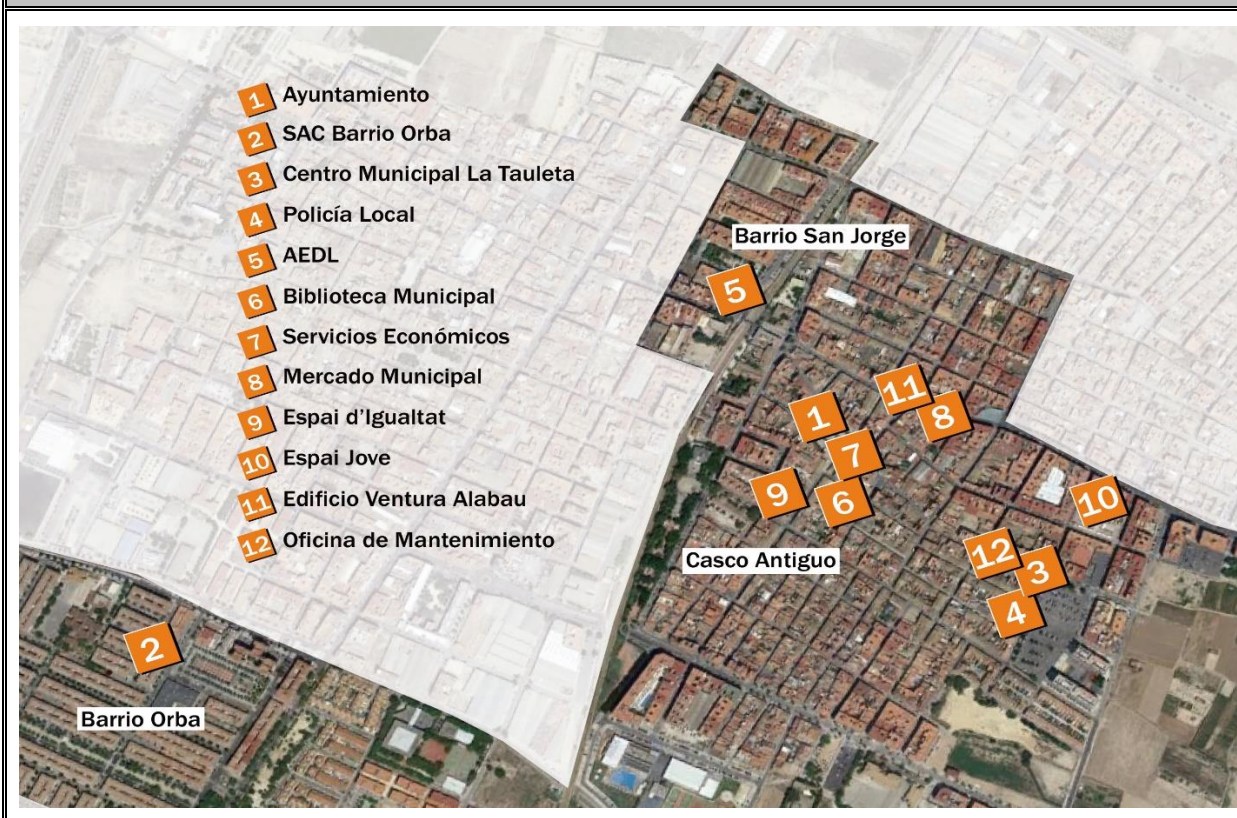 1 Ayuntamiento
2 SAC Barrio Orba
3 Centro Municipal La Tauleta
4 Policía Local
5 AEDL
6 Biblioteca Municipal
7 Servicios Económicos
8 Mercado Municipal
9 Espai d'Igualtat
10 Espai Jove
11 Edificio Ventura Alabau
12 Oficina de Mantenimiento
Barrio San Jorge
5
11
1
8
7
9
6
10
Casco Antiguo
12
3
4
2
Barrio Orba